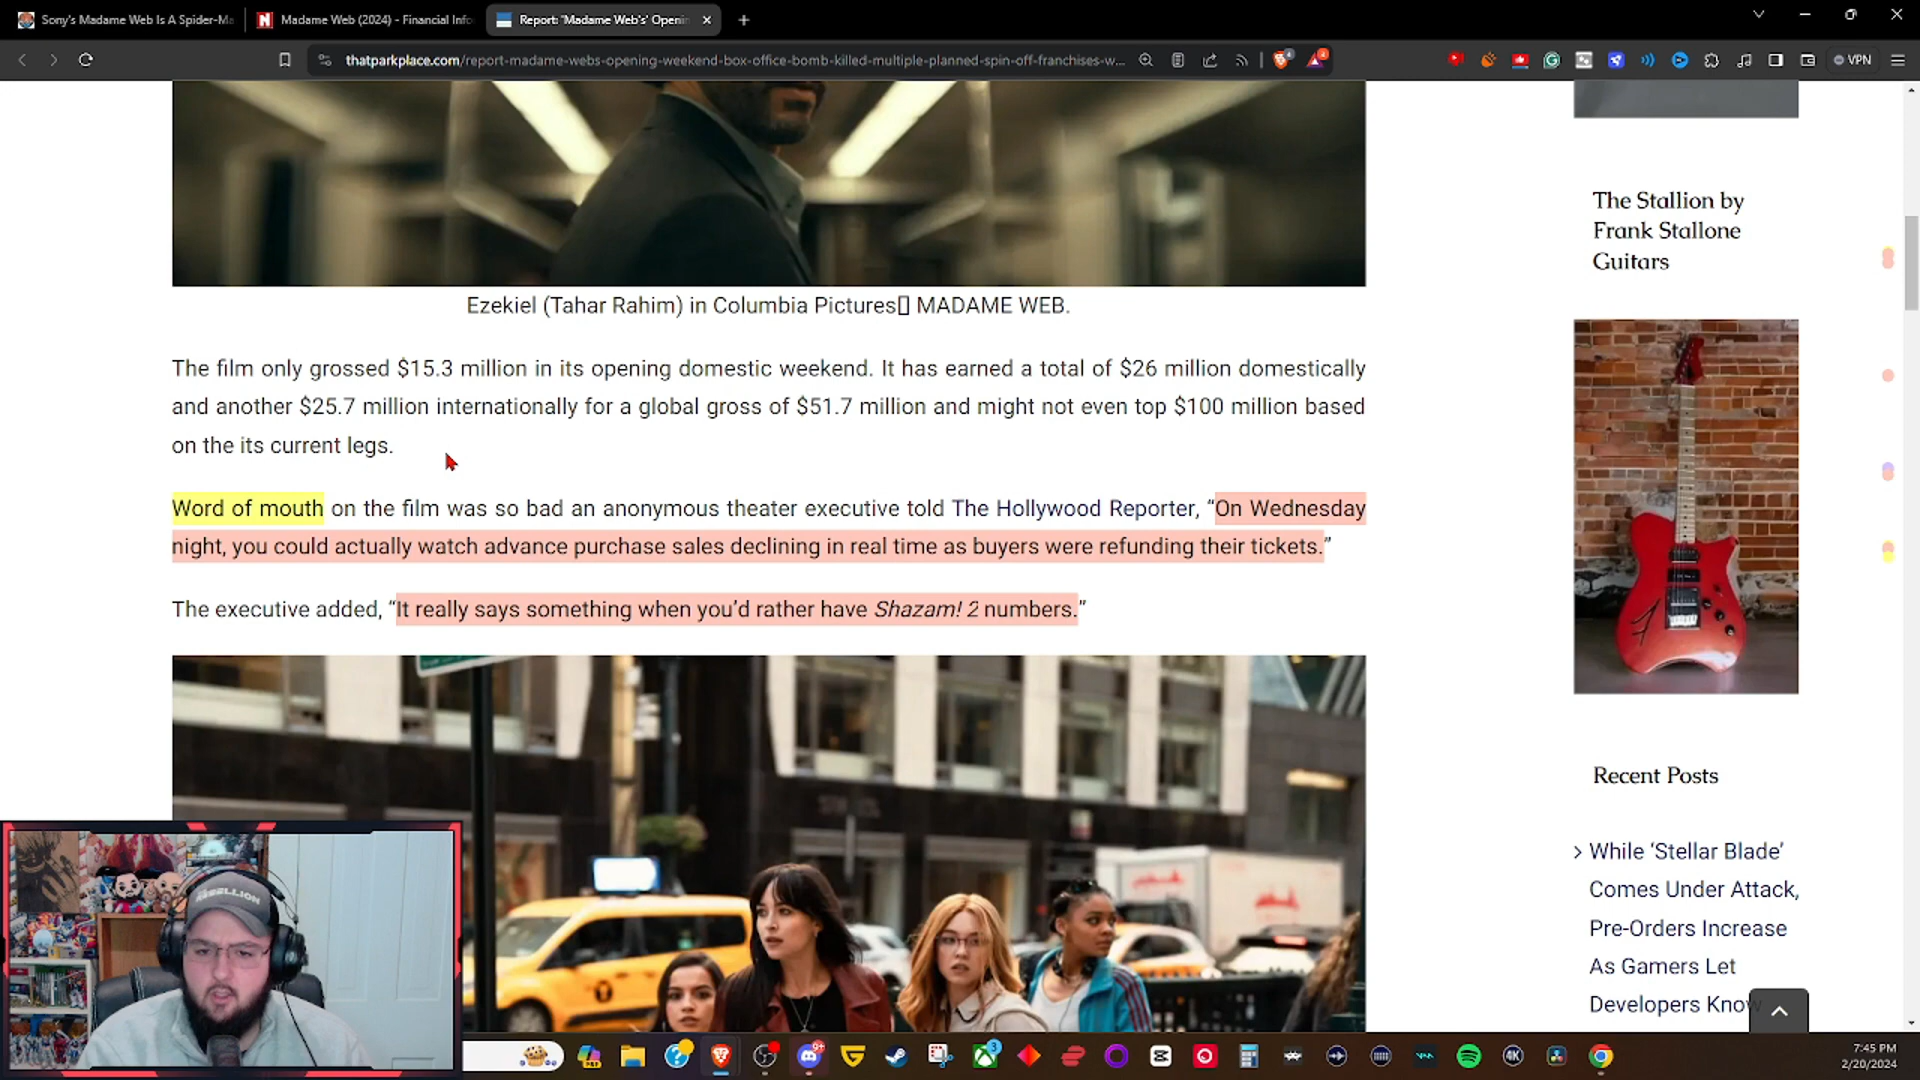 Sony's Madame Web Is A Spider-Ma
Madame Web (2024) - Financial Info
Report: 'Madame Web's' Openi
thatparkplace.com/report-madame-webs-opening-weekend-box-office-bomb-killed-multiple-planned-spin-off-franchises-w...
VPN
Ezekiel (Tahar Rahim) in Columbia Pictures▯ MADAME WEB.
The film only grossed $15.3 million in its opening domestic weekend. It has earned a total of $26 million domestically
and another $25.7 million internationally for a global gross of $51.7 million and might not even top $100 million based
on the its current legs.
Word of mouth on the film was so bad an anonymous theater executive told The Hollywood Reporter, “On Wednesday
night, you could actually watch advance purchase sales declining in real time as buyers were refunding their tickets.”
The executive added, “It really says something when you’d rather have Shazam! 2 numbers.”
The Stallion by
Frank Stallone
Guitars
Recent Posts
While ‘Stellar Blade’
Comes Under Attack,
Pre-Orders Increase
As Gamers Let
Developers Know
REBELLION
7:45 PM
2/20/2024